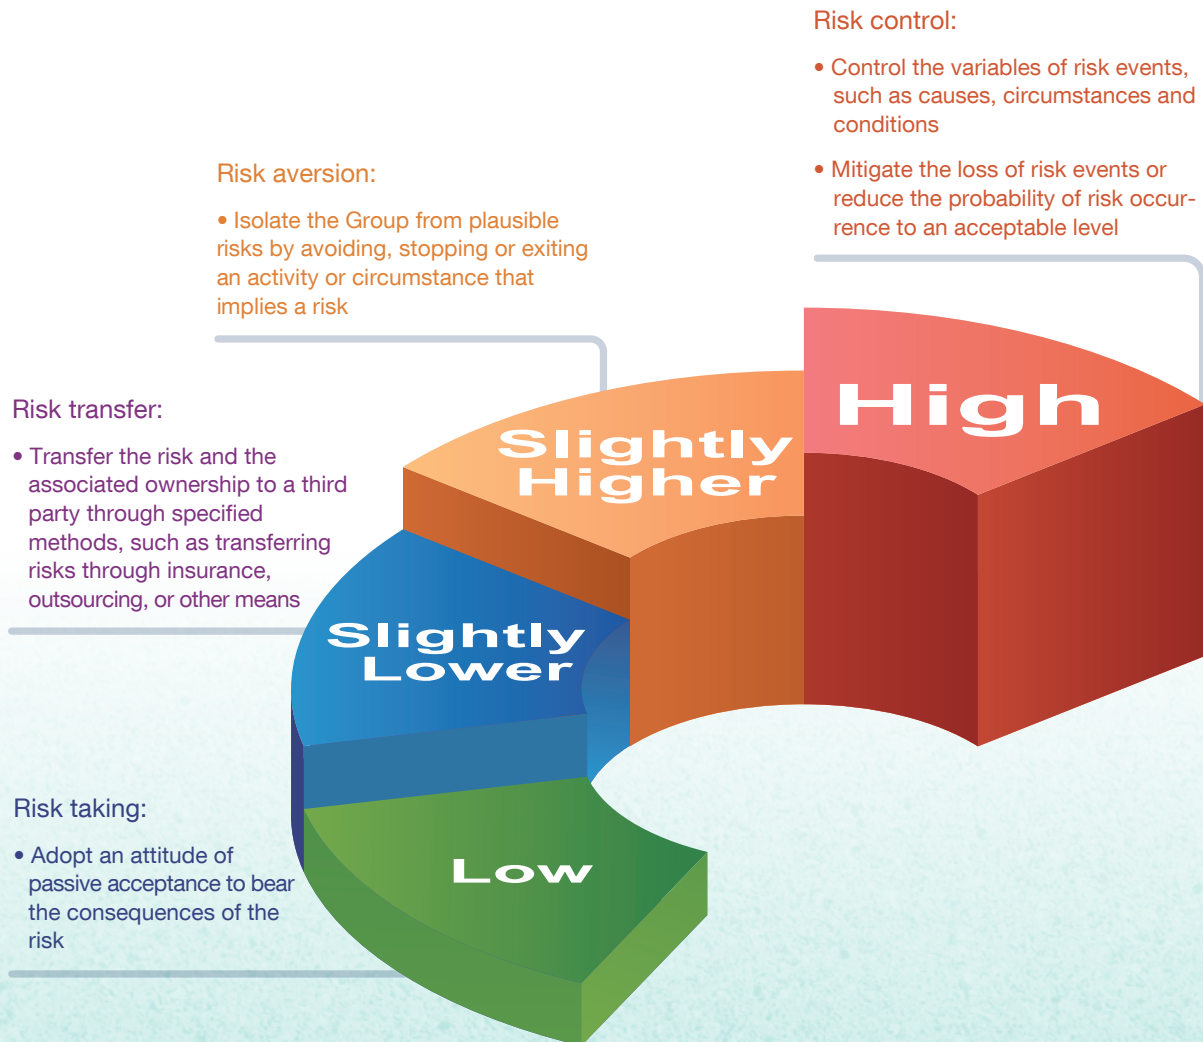 Risk control:
• Control the variables of risk events,
such as causes, circumstances and
conditions
• Mitigate the loss of risk events or
reduce the probability of risk occur-
rence to an acceptable level
Risk aversion:
• Isolate the Group from plausible
risks by avoiding, stopping or exiting
an activity or circumstance that
implies a risk
High
Slightly
Higher
Risk transfer:
• Transfer the risk and the
associated ownership to a third
party through specified
methods, such as transferring
risks through insurance,
outsourcing, or other means
Slightly
Lower
Risk taking:
• Adopt an attitude of
passive acceptance to bear
the consequences of the
risk
Low